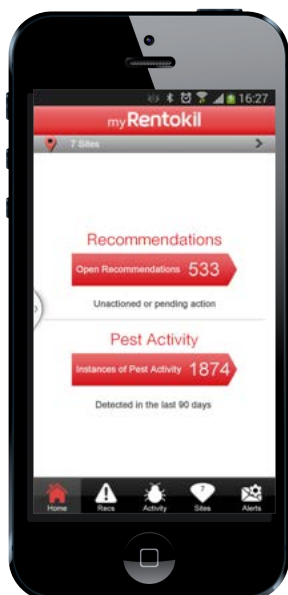 16:27
myRentokil
7 Sites
Recommendations
Open Recommendations 533
Unactioned or pending action
Pest Activity
Instances of Pest Activity 1874
Detected in the last 90 days
7
Home Recs Activity Sites Alerts